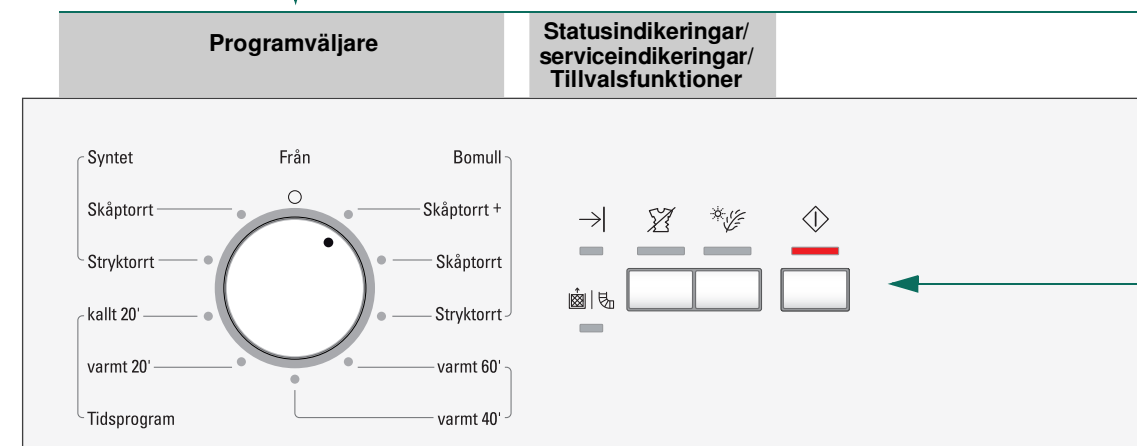 Programväljare
Statusindikeringar/
serviceindikeringar/
Tillvalsfunktioner
Syntet
Från
Bomull
Skåptorrt
Skåptorrt +
Stryktorrt
Skåptorrt
kallt 20'
Stryktorrt
varmt 20'
varmt 60'
Tidsprogram
varmt 40'